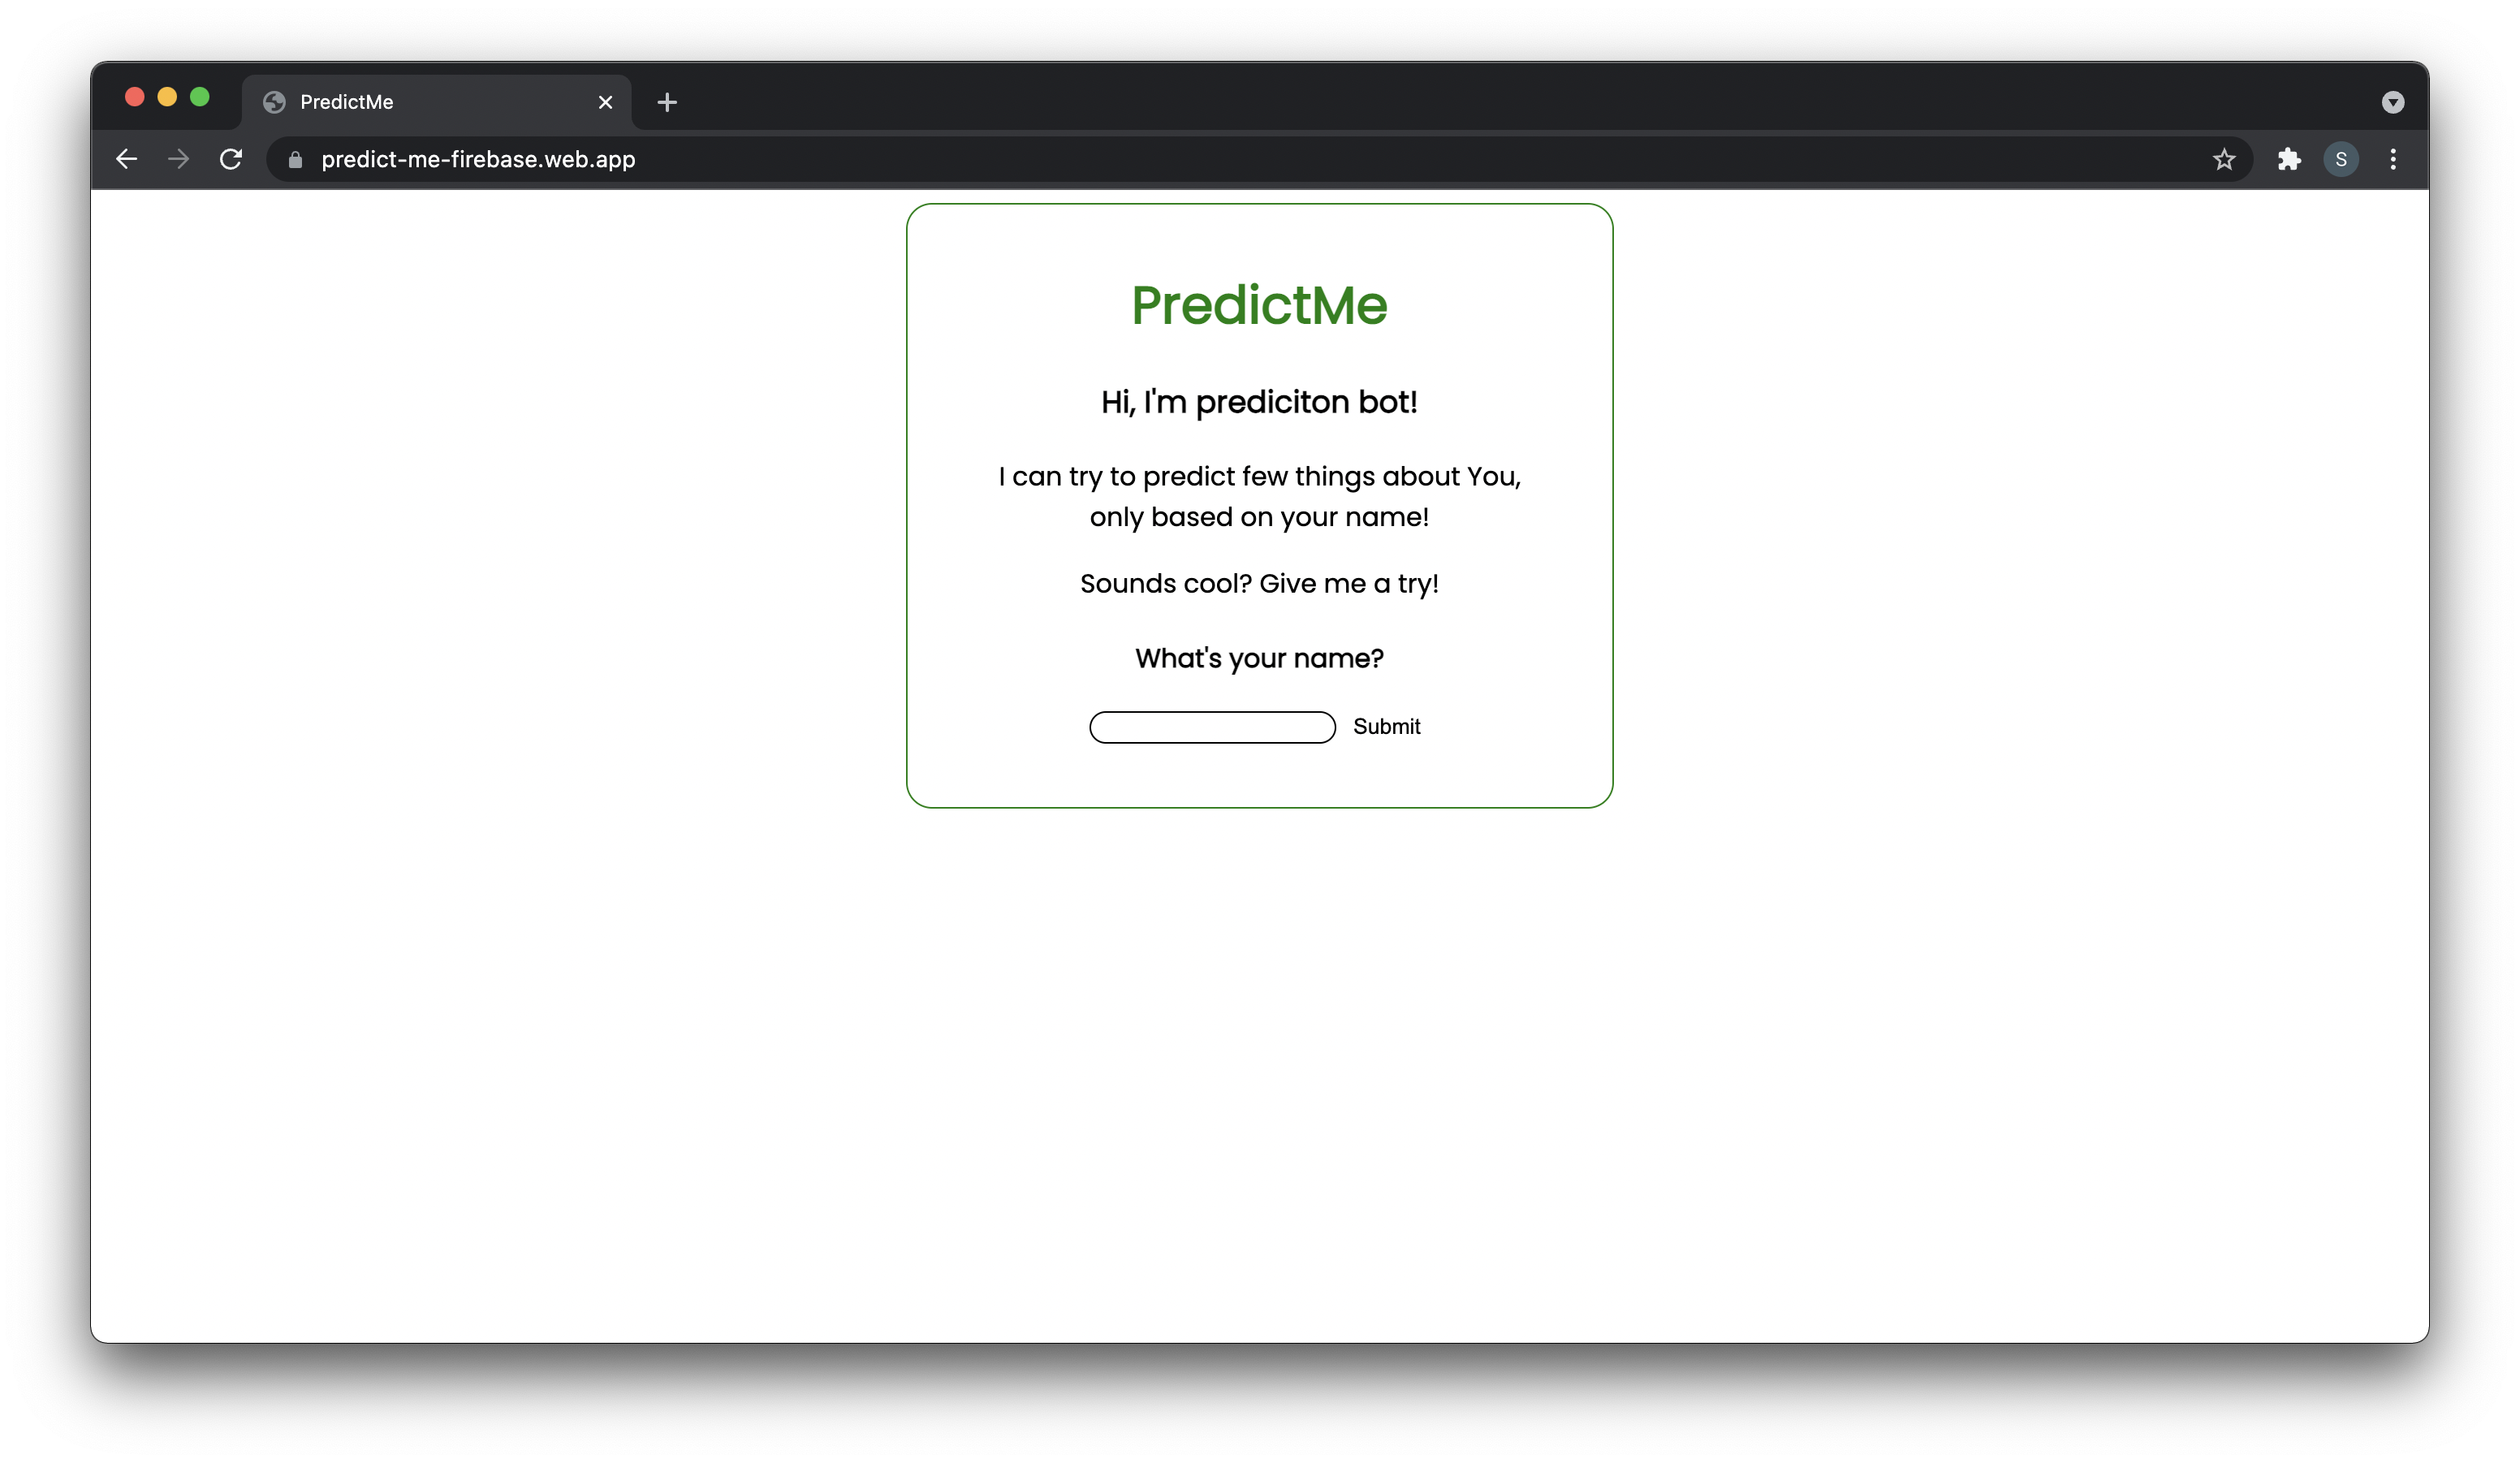 PredictMe
predict-me-firebase.web.app
S
PredictMe
Hi, I'm prediciton bot!
I can try to predict few things about You,
only based on your name!
Sounds cool? Give me a try!
What's your name?
Submit